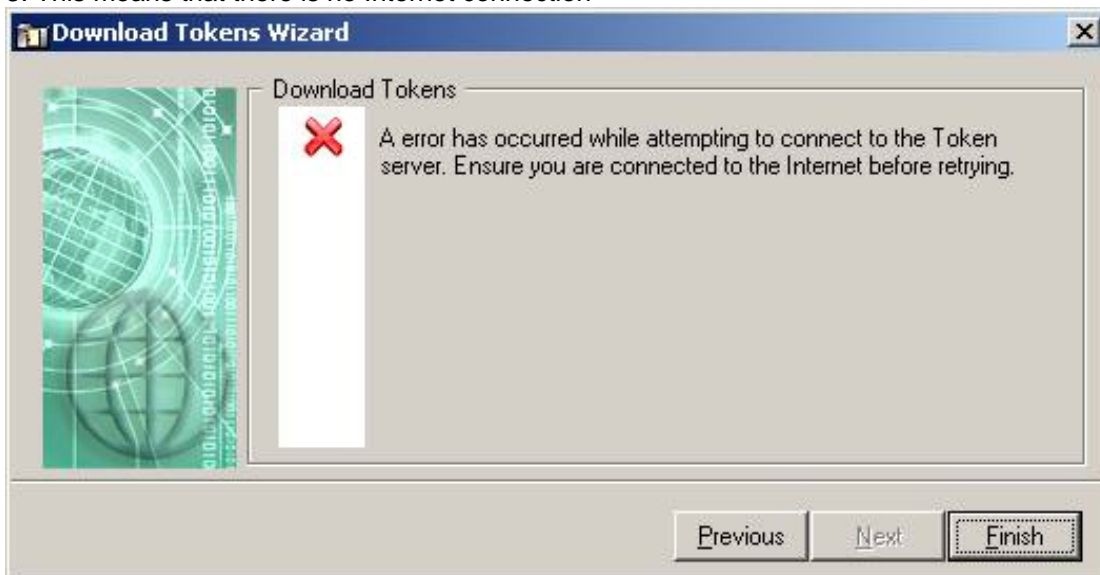 Download Tokens Wizard
Download Tokens
A error has occurred while attempting to connect to the Token
server. Ensure you are connected to the Internet before retrying.
Previous
Next
Finish